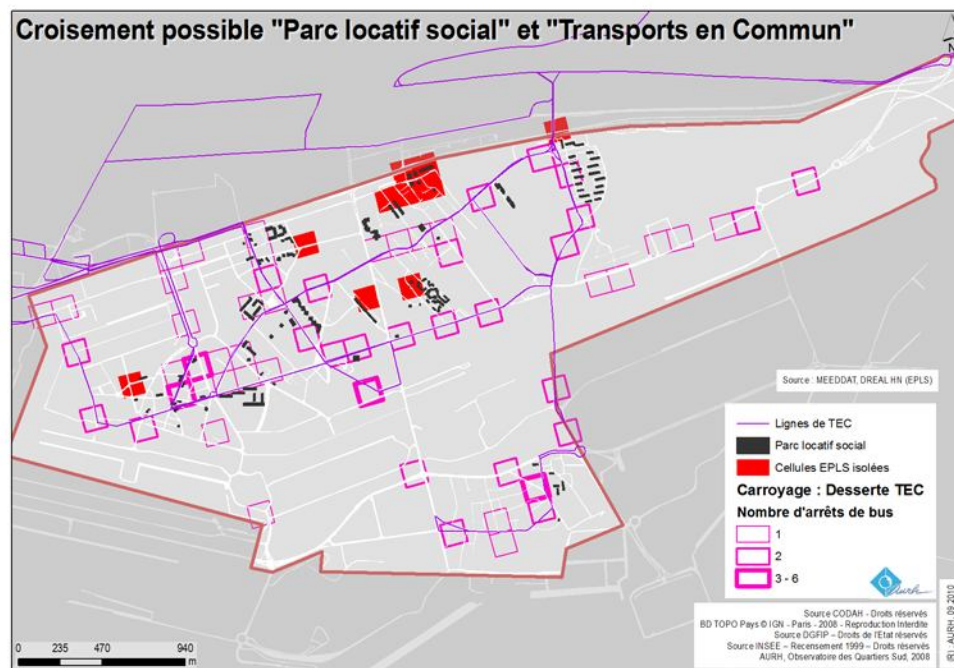 Croisement possible "Parc locatif social" et "Transports en Commun"
N
Source : MEEDDAT, DREAL HN (EPLS)
Lignes de TEC
Parc locatif social
Cellules EPLS isolées
Carroyage : Desserte TEC
Nombre d'arrêts de bus
1
2
3 - 6
aurh
Source CODAH - Droits réservés
BD TOPO Pays © IGN - Paris - 2008 - Reproduction Interdite
Source DGFIP – Droits de l'Etat réservés
Source INSEE – Recensement 1999 – Droits réservés
AURH, Observatoire des Quartiers Sud, 2008
(R) AURH, 09.2010
0 235 470 940
m